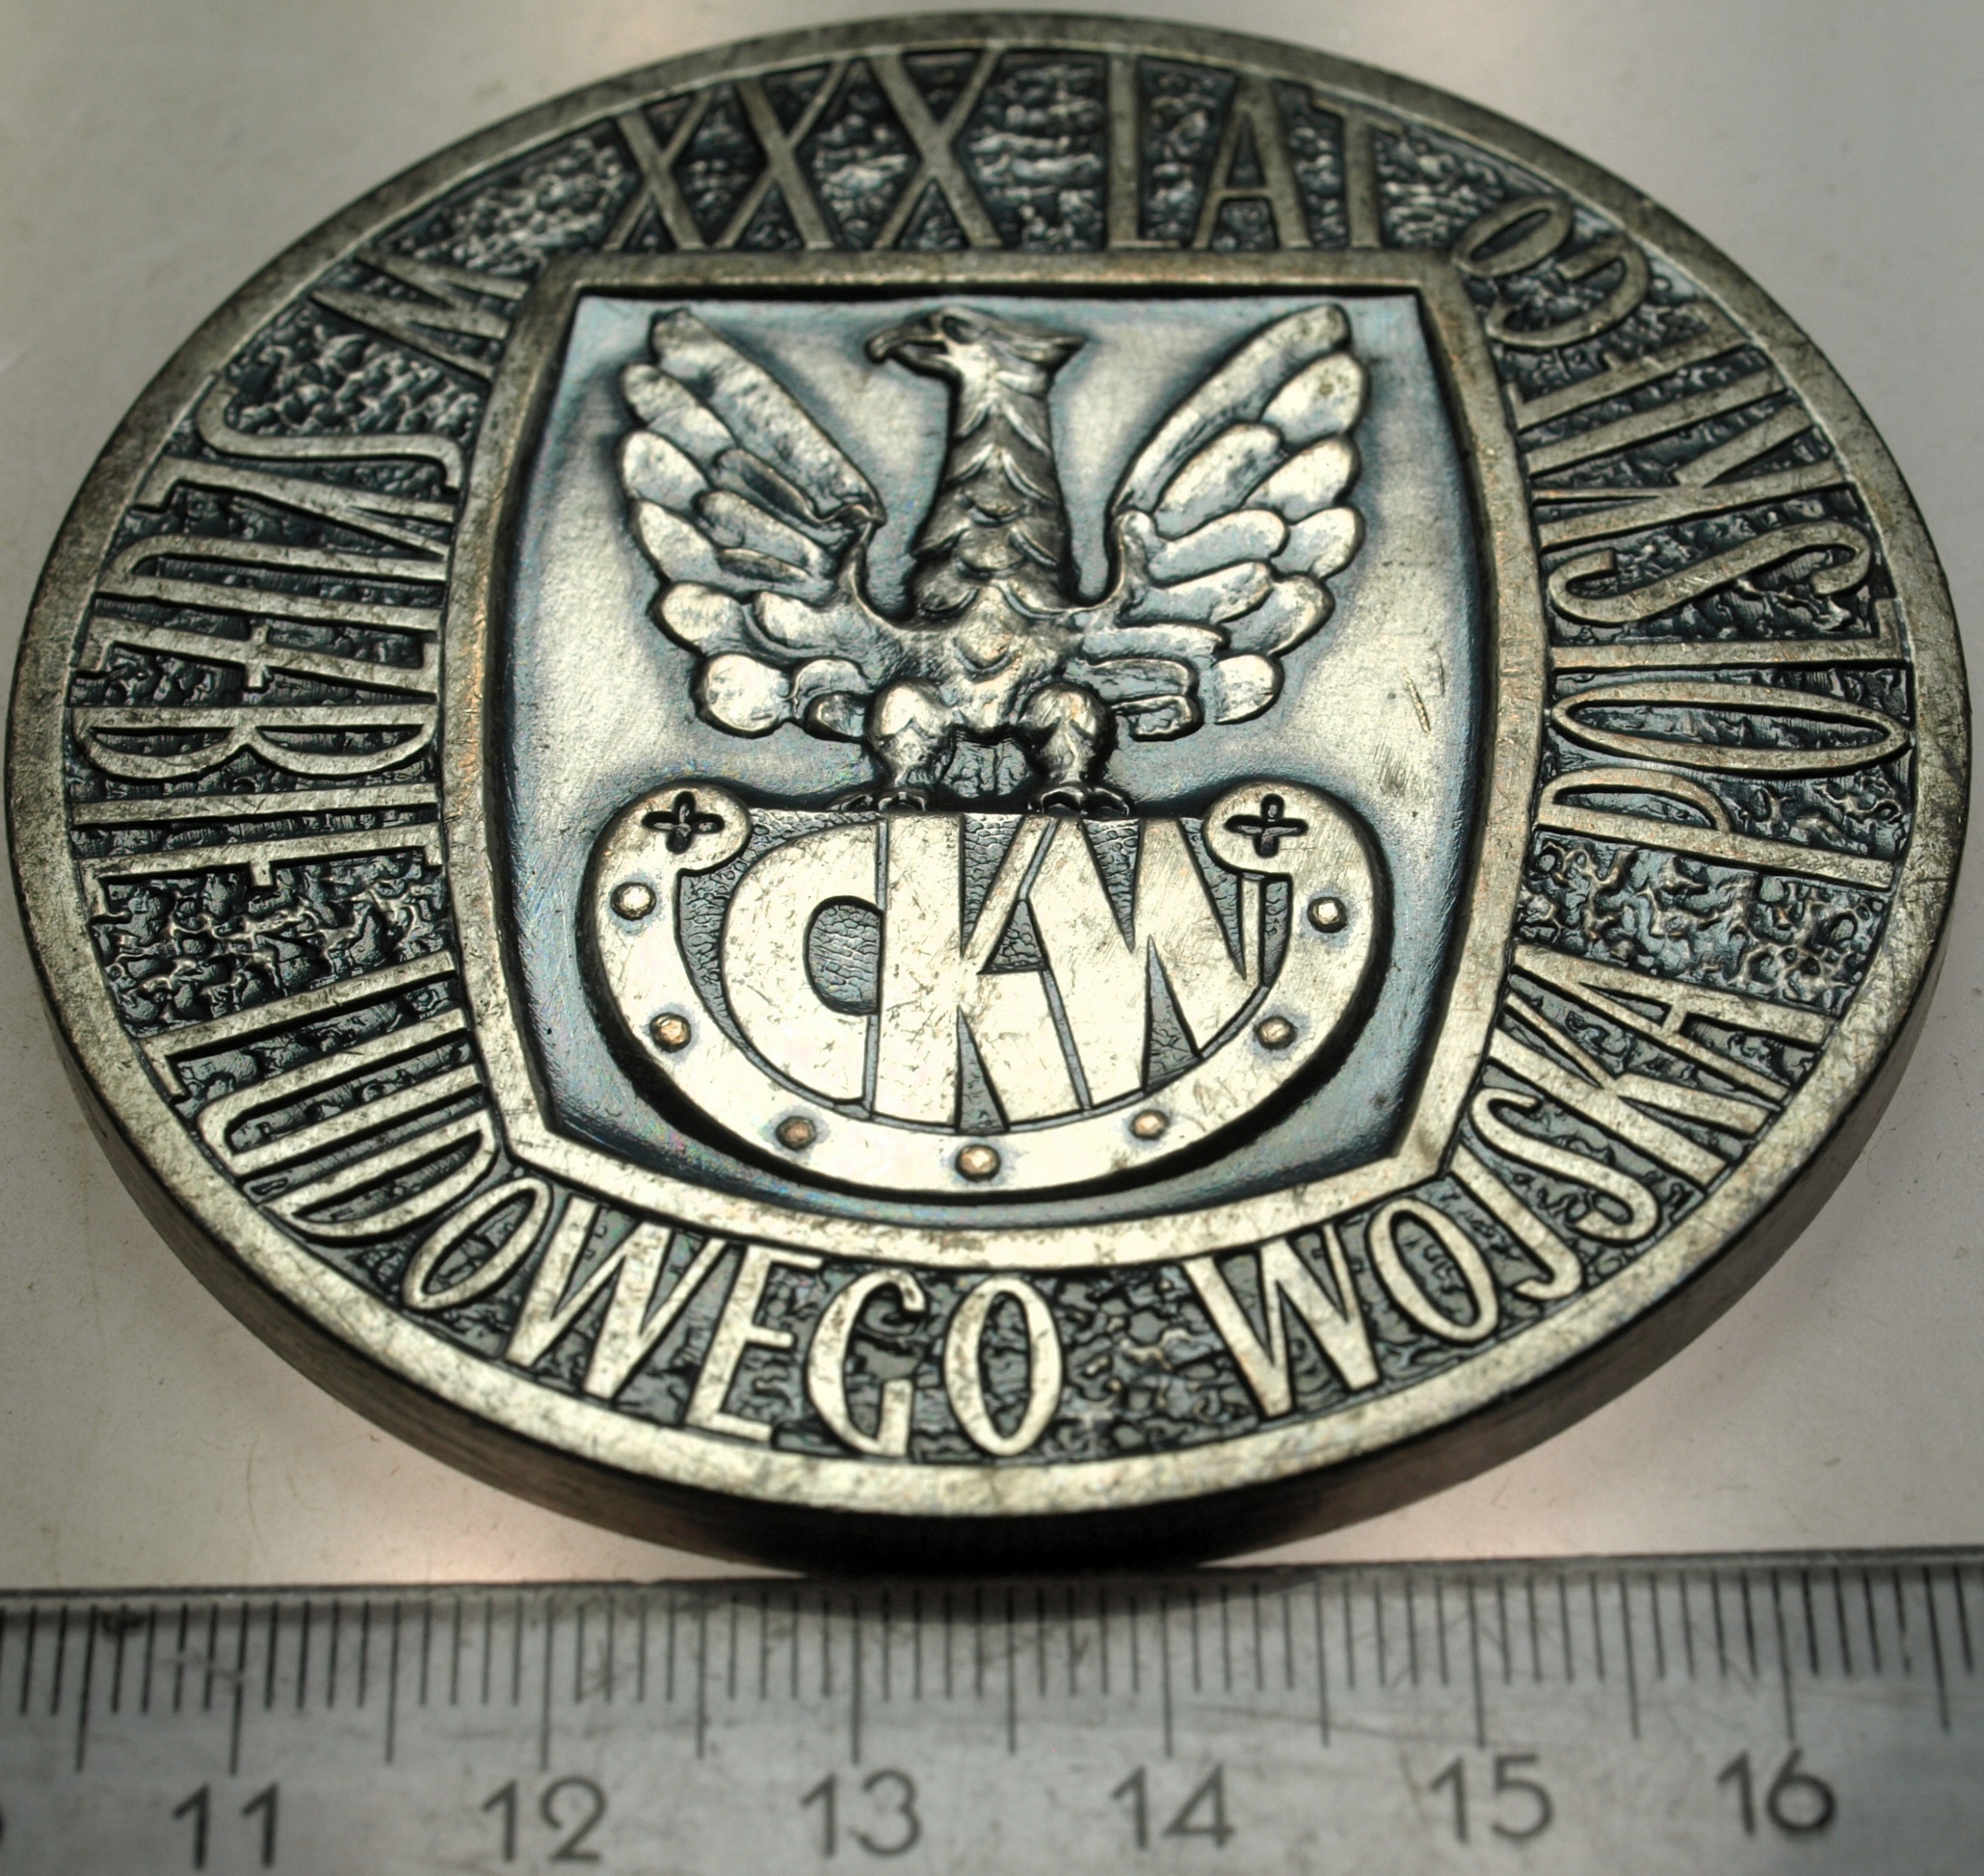 XXX LAT
W SŁUŻBIE LUDOWEGO WOJSKA POLSKIEGO
CKW
11 12 13 14 15 16